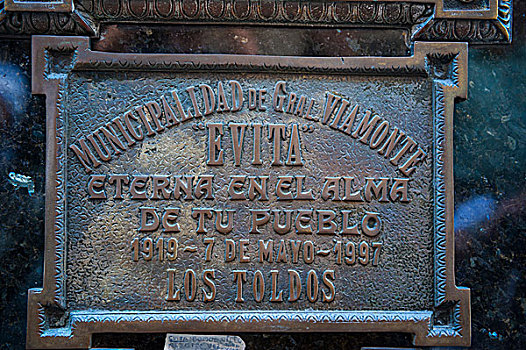 MUNICIPALIDAD DE GRAL. VIAMONTE
"EVITA"
ETERNA EN EL ALMA
DE TU PUEBLO
1919 - 7 DE MAYO - 1997
LOS TOLDOS